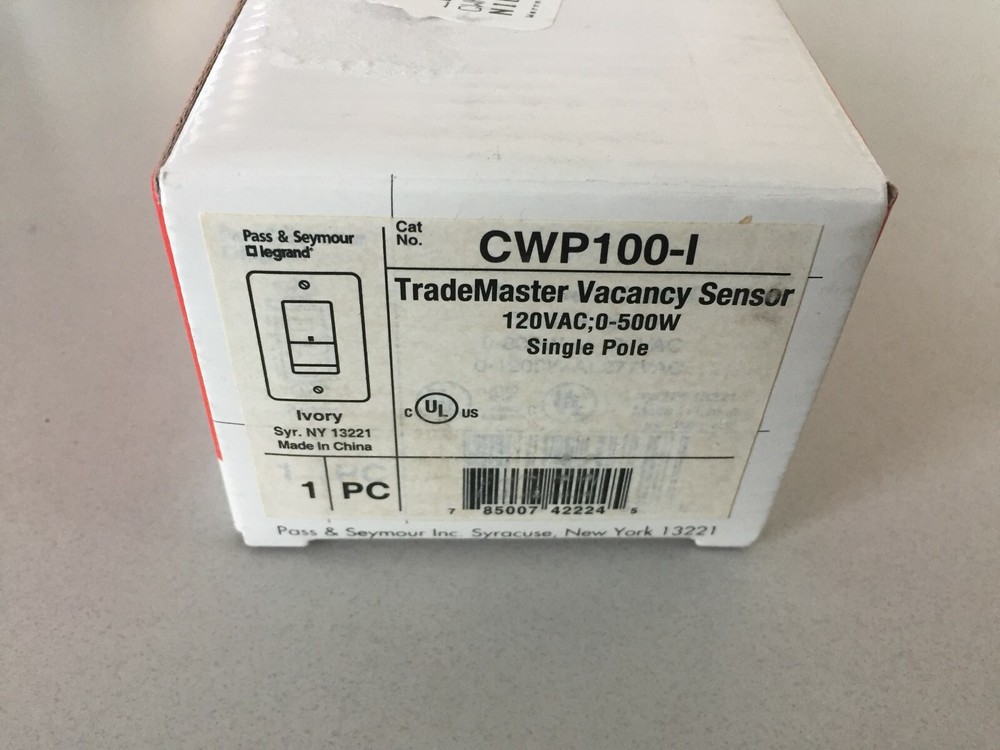 Pass & Seymour
legrand
Cat
No.
CWP100-I
TradeMaster Vacancy Sensor
120VAC;0-500W
Single Pole
Ivory
Syr. NY 13221
Made In China
C UL US
1 PC
7 85007 42224 5
Pass & Seymour Inc. Syracuse, New York 13221